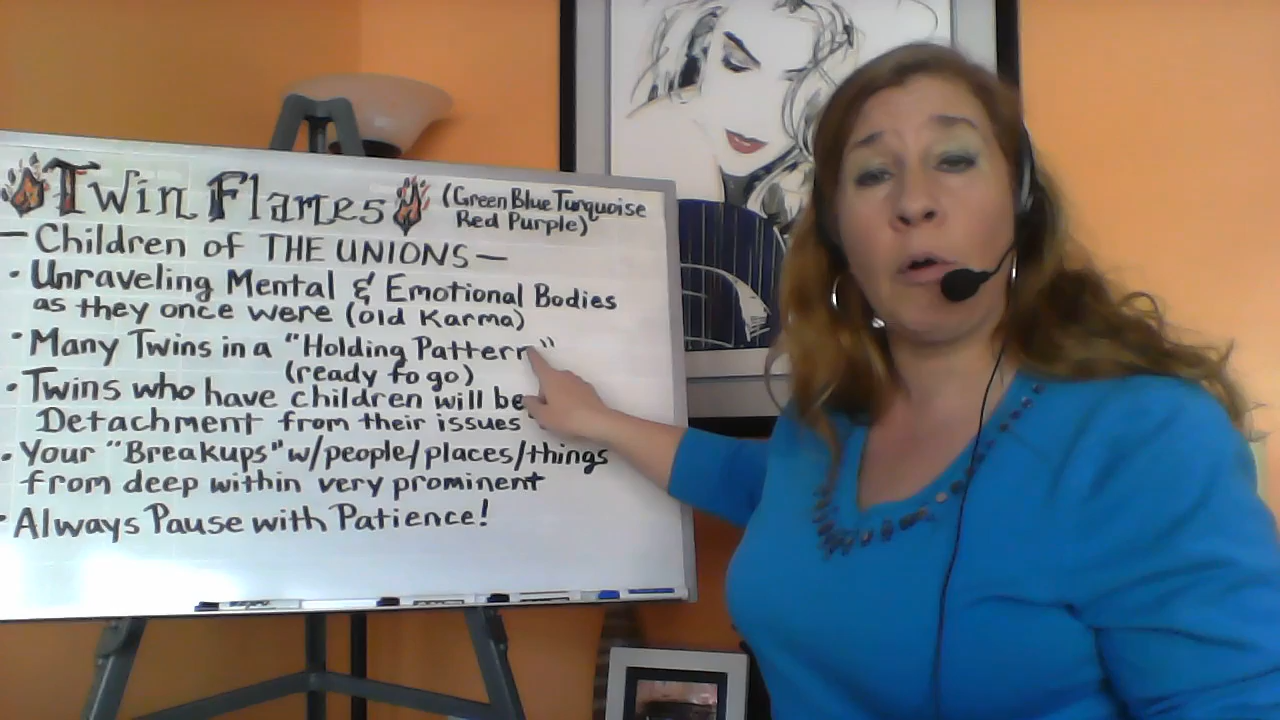 Twin Flames (Green Blue Turquoise
Red Purple)
— Children of THE UNIONS —
• Unraveling Mental & Emotional Bodies
as they once were (old Karma)
• Many Twins in a "Holding Pattern"
(ready to go)
• Twins who have children will be
Detachment from their issues
• Your "Breakups" w/people/places/things
from deep within very prominent
• Always Pause with Patience!